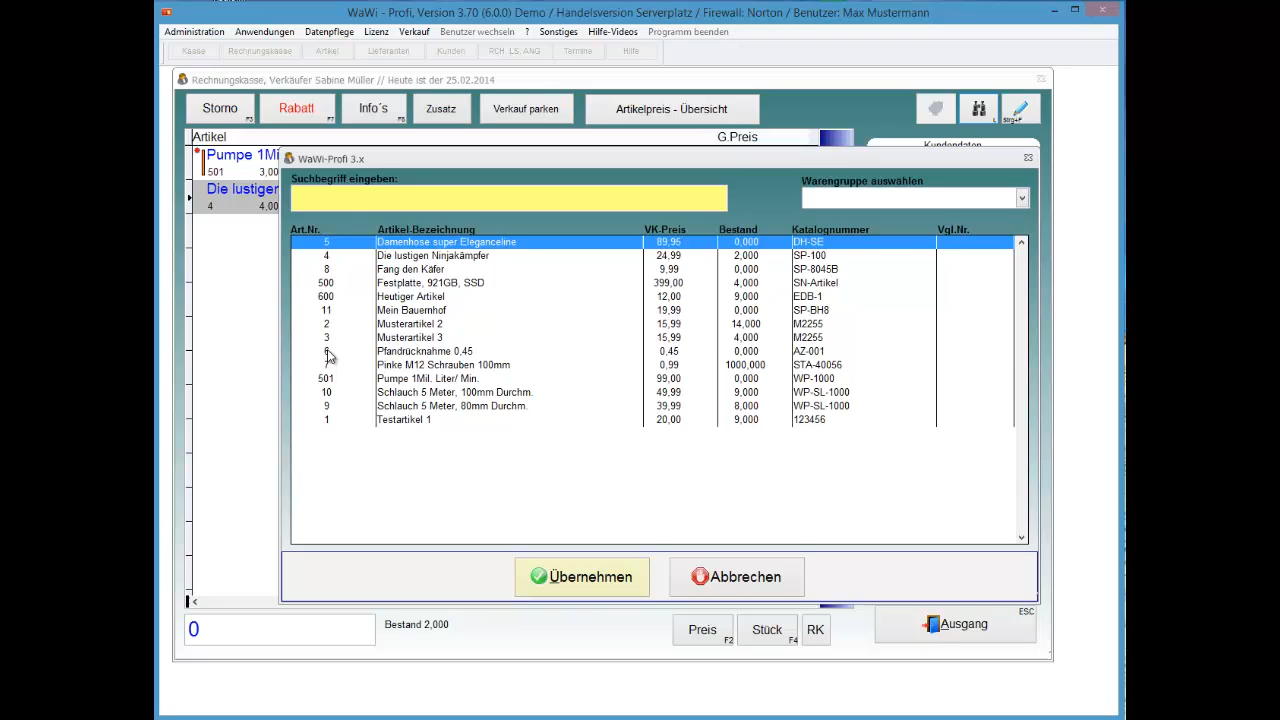 WaWi - Profi, Version 3.70 (6.0.0) Demo / Handelsversion Serverplatz / Firewall: Norton / Benutzer: Max Mustermann
Administration Anwendungen Datenpflege Lizenz Verkauf Benutzer wechseln ? Sonstiges Hilfe-Videos Programm beenden
Kasse Rechnungskasse Artikel Lieferanten Kunden RCH, LS, ANG Termine Hilfe
Rechnungskasse, Verkäufer Sabine Müller // Heute ist der 25.02.2014
Storno F3 Rabatt F7 Info´s Zusatz Verkauf parken Artikelpreis - Übersicht L Strg+P
Artikel G.Preis Kundendaten
Pumpe 1Mi
501 3,00
Die lustiger
4 4,00
WaWi-Profi 3.x
Suchbegriff eingeben: Warengruppe auswählen
Art.Nr. Artikel-Bezeichnung VK-Preis Bestand Katalognummer Vgl.Nr.
5 Damenhose super Eleganceline 89,95 0,000 DH-SE
4 Die lustigen Ninjakämpfer 24,99 2,000 SP-100
8 Fang den Käfer 9,99 0,000 SP-8045B
500 Festplatte, 921GB, SSD 399,00 4,000 SN-Artikel
600 Heutiger Artikel 12,00 9,000 EDB-1
11 Mein Bauernhof 19,99 0,000 SP-BH8
2 Musterartikel 2 15,99 14,000 M2255
3 Musterartikel 3 15,99 4,000 M2255
6 Pfandrücknahme 0,45 0,45 0,000 AZ-001
7 Pinke M12 Schrauben 100mm 0,99 1000,000 STA-40056
501 Pumpe 1Mil. Liter/ Min. 99,00 0,000 WP-1000
10 Schlauch 5 Meter, 100mm Durchm. 49,99 9,000 WP-SL-1000
9 Schlauch 5 Meter, 80mm Durchm. 39,99 8,000 WP-SL-1000
1 Testartikel 1 20,00 9,000 123456
Übernehmen Abbrechen
0 Bestand 2,000 Preis F2 Stück F4 RK Ausgang ESC